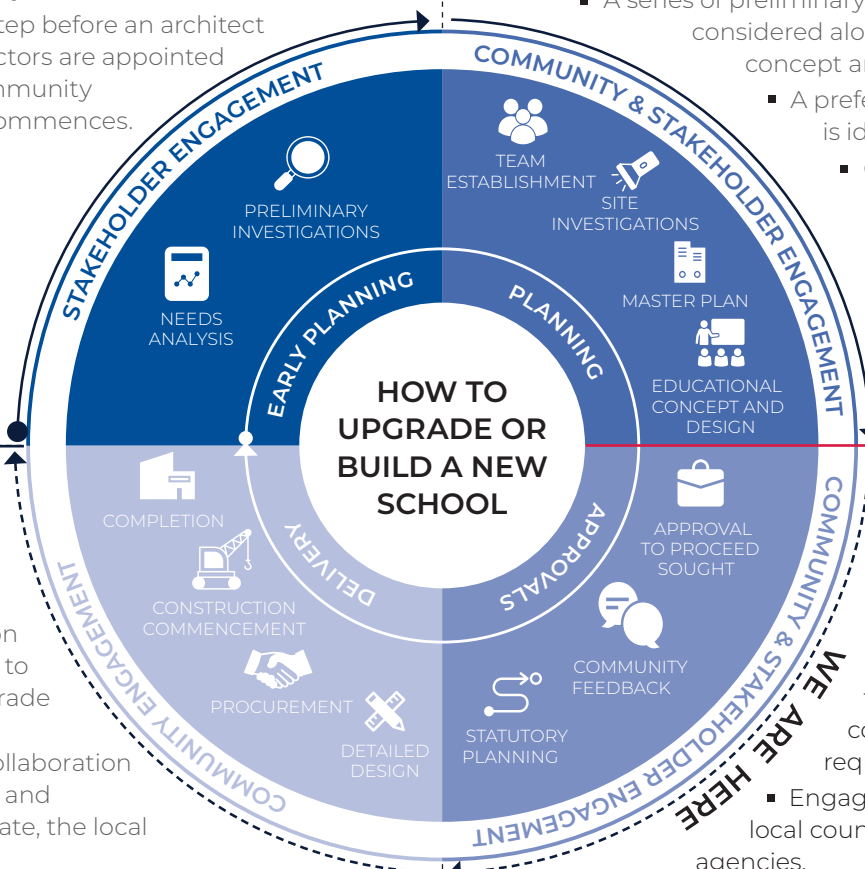 step before an architect
ctors are appointed
mmunity
ommences.
A series of preliminary
considered alo
concept an
A prefe
is id
STAKEHOLDER ENGAGEMENT
COMMUNITY & STAKEHOLDER ENGAGEMENT
PRELIMINARY
INVESTIGATIONS
NEEDS
ANALYSIS
EARLY PLANNING
TEAM
ESTABLISHMENT
SITE
INVESTIGATIONS
MASTER PLAN
EDUCATIONAL
CONCEPT AND
DESIGN
PLANNING
HOW TO
UPGRADE OR
BUILD A NEW
SCHOOL
APPROVALS
APPROVAL
TO PROCEED
SOUGHT
COMMUNITY
FEEDBACK
STATUTORY
PLANNING
COMMUNITY & STAKEHOLDER ENGAGEMENT
WE ARE HERE
DELIVERY
DETAILED
DESIGN
PROCUREMENT
CONSTRUCTION
COMMENCEMENT
COMPLETION
COMMUNITY ENGAGEMENT
on
to
rade
ollaboration
and
ate, the local
co
req
Engag
local coun
agencies.